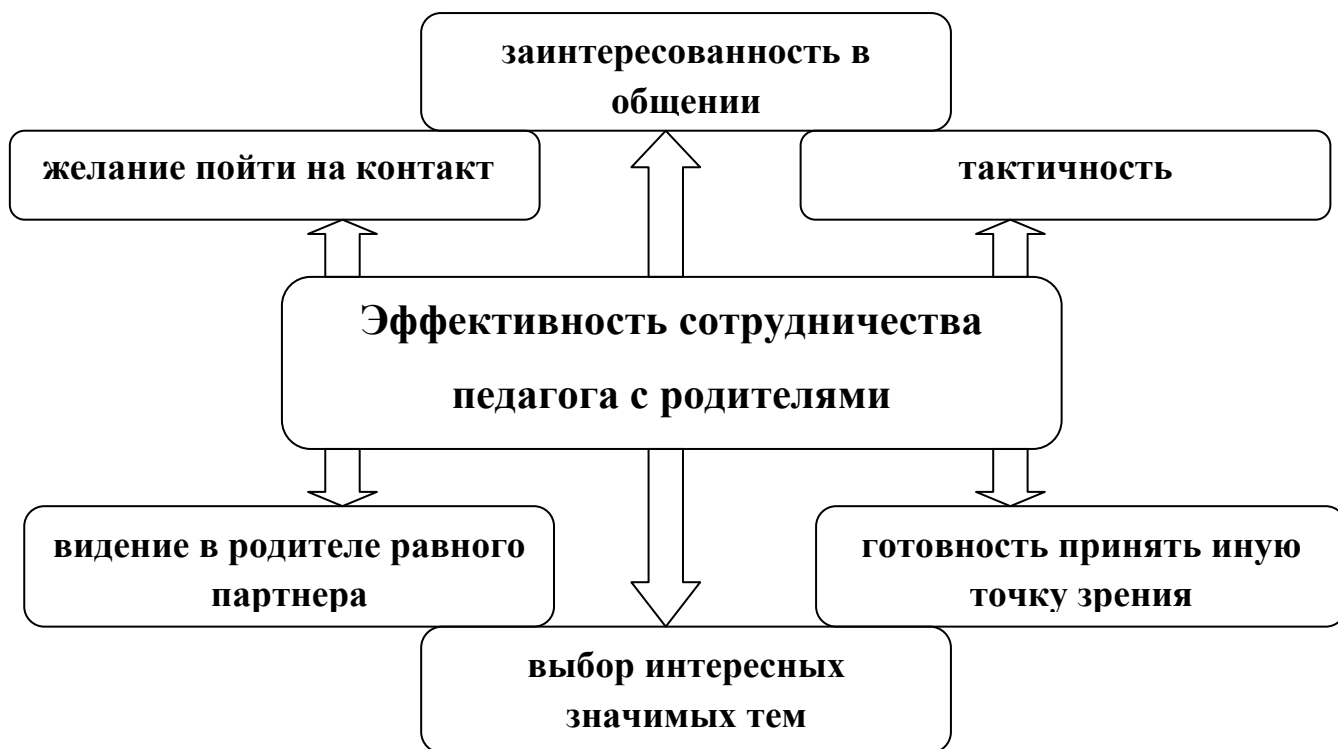 заинтересованность в
общении
желание пойти на контакт
тактичность
Эффективность сотрудничества
педагога с родителями
видение в родителе равного
партнера
готовность принять иную
точку зрения
выбор интересных
значимых тем